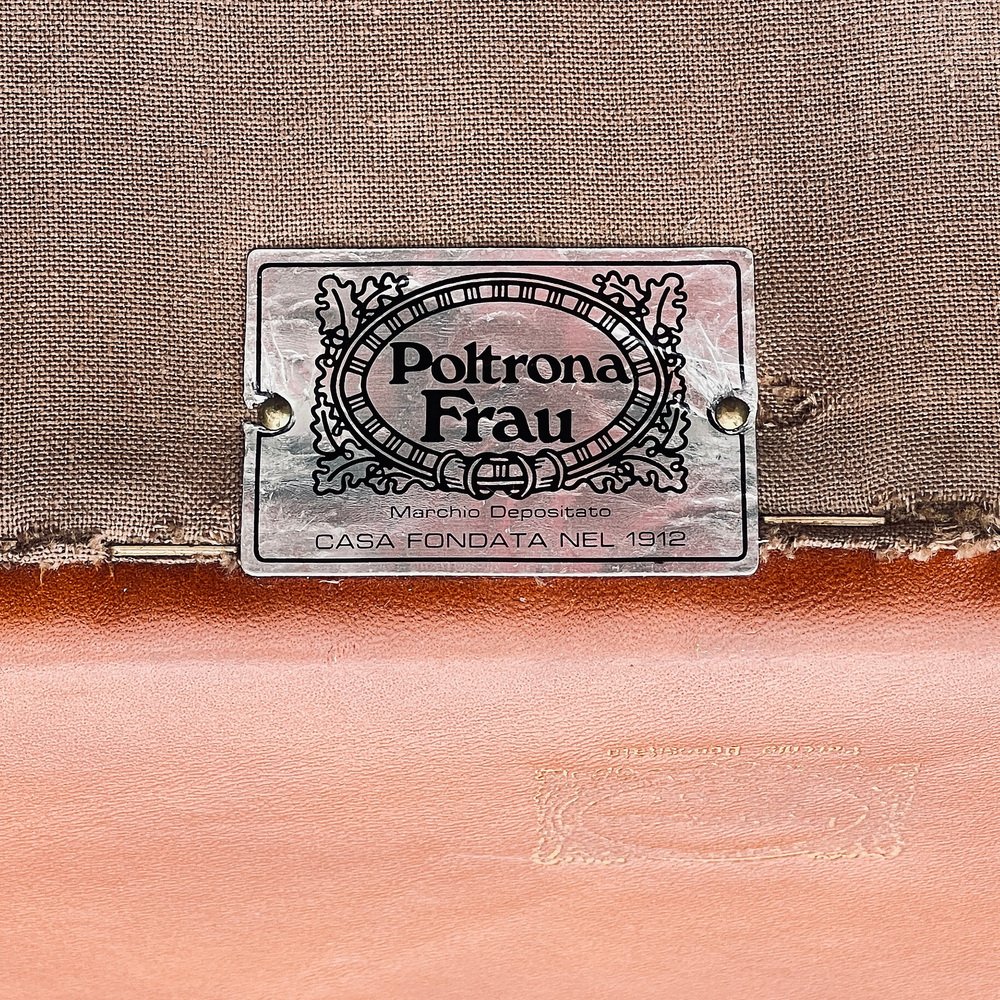 Poltrona
Frau
Marchio Depositato
CASA FONDATA NEL 1912